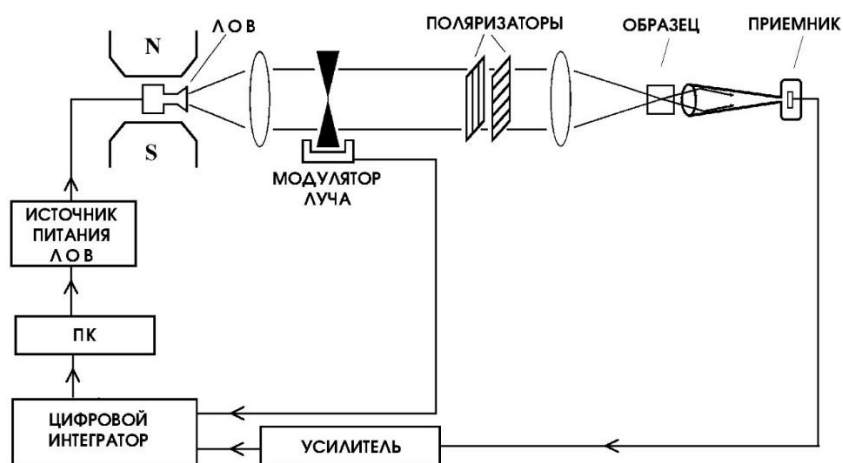 Л О В
ПОЛЯРИЗАТОРЫ
ОБРАЗЕЦ
ПРИЕМНИК
N
S
МОДУЛЯТОР
ЛУЧА
ИСТОЧНИК
ПИТАНИЯ
Л О В
ПК
ЦИФРОВОЙ
ИНТЕГРАТОР
УСИЛИТЕЛЬ